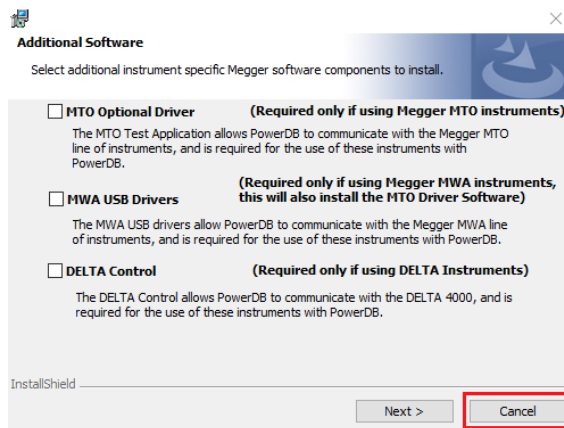 Additional Software
Select additional instrument specific Megger software components to install.
MTO Optional Driver (Required only if using Megger MTO instruments)
The MTO Test Application allows PowerDB to communicate with the Megger MTO
line of instruments, and is required for the use of these instruments with
PowerDB.
(Required only if using Megger MWA instruments,
MWA USB Drivers this will also install the MTO Driver Software)
The MWA USB drivers allow PowerDB to communicate with the Megger MWA line
of instruments, and is required for the use of these instruments with PowerDB.
DELTA Control (Required only if using DELTA Instruments)
The DELTA Control allows PowerDB to communicate with the DELTA 4000, and is
required for the use of these instruments with PowerDB.
InstallShield
Next > Cancel